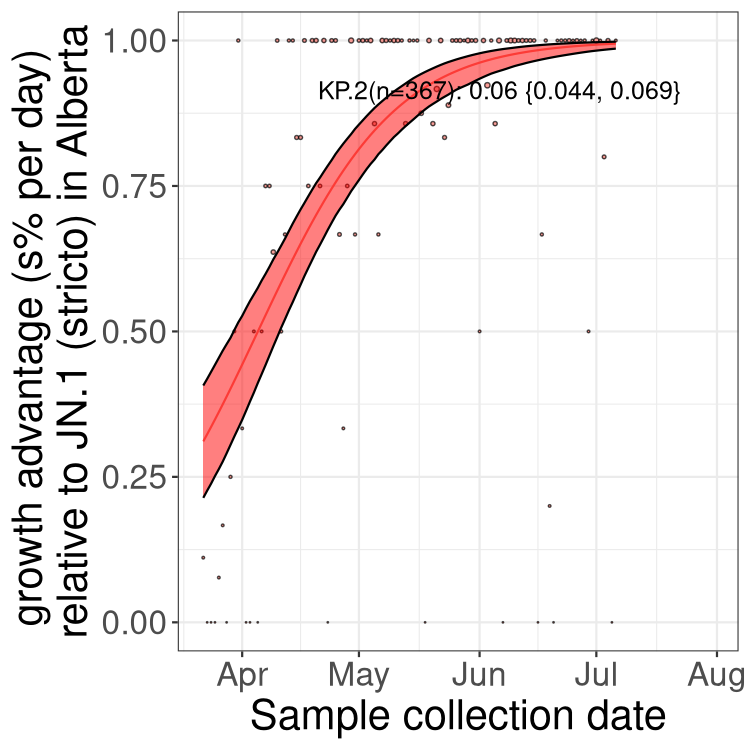 growth advantage (s% per day)
relative to JN.1 (stricto) in Alberta
1.00
0.75
0.50
0.25
0.00
KP.2(n=367): 0.06 {0.044, 0.069}
Apr
May
Jun
Jul
Aug
Sample collection date